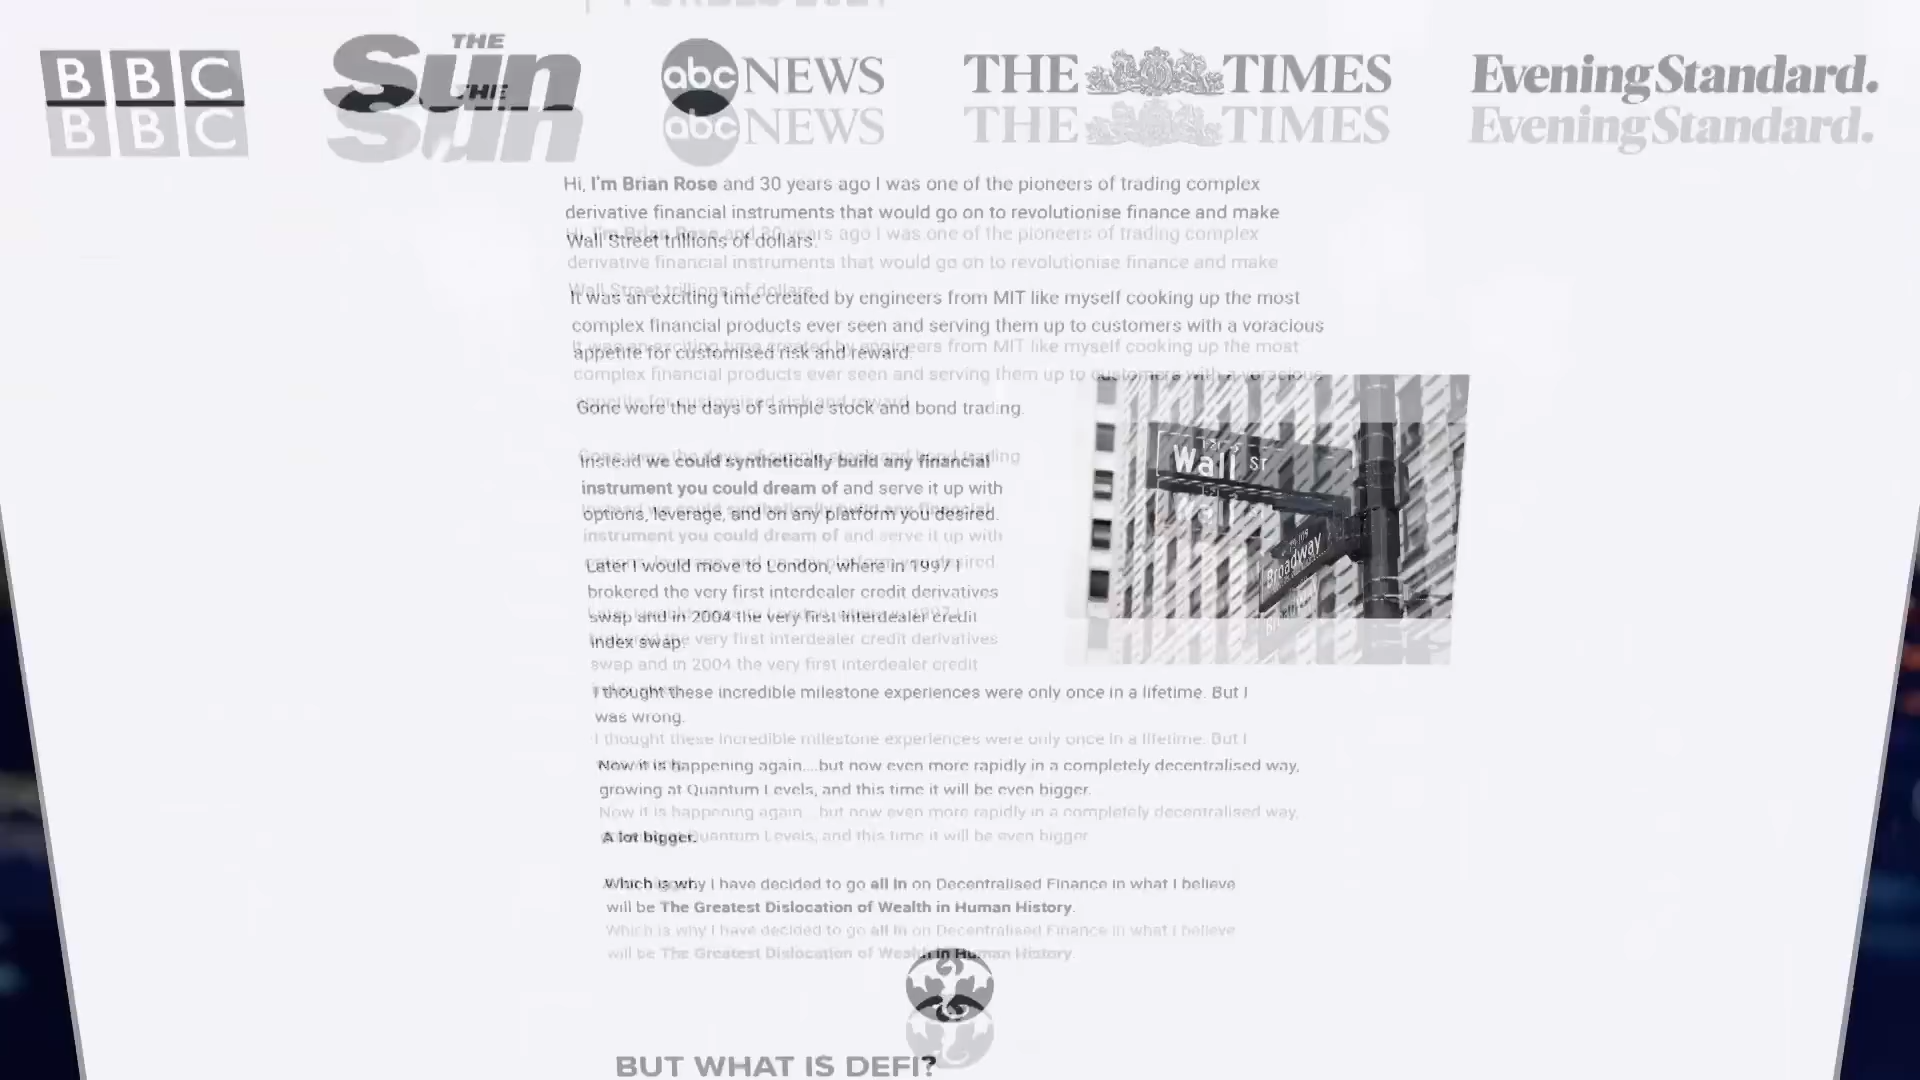 BBC THE Sun abc NEWS THE TIMES Evening Standard.
BBC THE Sun abc NEWS THE TIMES Evening Standard.
Hi, I'm Brian Rose and 30 years ago I was one of the pioneers of trading complex
derivative financial instruments that would go on to revolutionise finance and make
Wall Street trillions of dollars.
It was an exciting time created by engineers from MIT like myself cooking up the most
complex financial products ever seen and serving them up to customers with a voracious
appetite for customised risk and reward.
Gone were the days of simple stock and bond trading.
Instead we could synthetically build any financial
instrument you could dream of and serve it up with
options, leverage, and on any platform you desired.
Wall ST
Broadway
Later I would move to London, where in 1997 I
brokered the very first interdealer credit derivatives
swap and in 2004 the very first interdealer credit
index swap.
I thought these incredible milestone experiences were only once in a lifetime. But I
was wrong.
Now it is happening again....but now even more rapidly in a completely decentralised way,
growing at Quantum Levels, and this time it will be even bigger.
A lot bigger.
Which is why I have decided to go all in on Decentralised Finance in what I believe
will be The Greatest Dislocation of Wealth in Human History.
BUT WHAT IS DEFI?